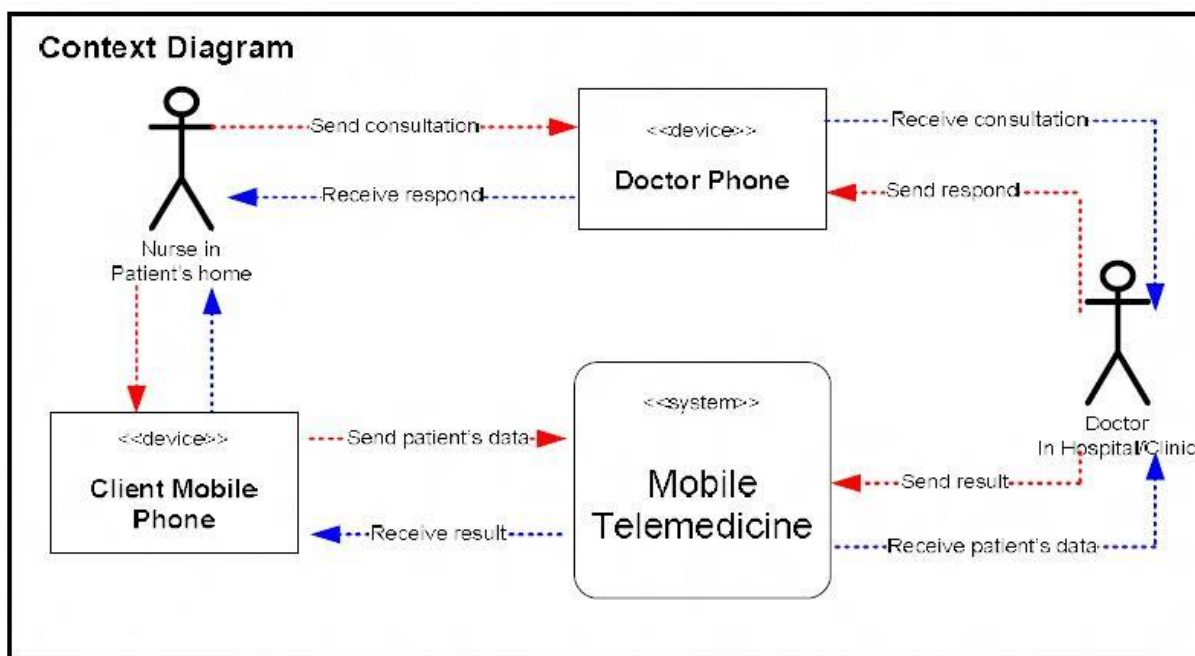 Context Diagram
Send consultation
<<device>>
Doctor Phone
Receive consultation
Receive respond
Send respond
Nurse in
Patient's home
<<device>>
Client Mobile
Phone
Send patient's data
Receive result
<<system>>
Mobile
Telemedicine
Doctor
In Hospital/Clinic
Send result
Receive patient's data